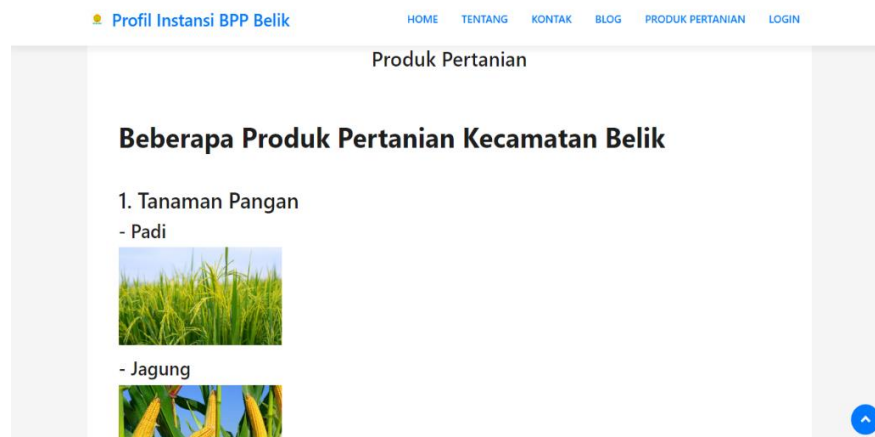 Profil Instansi BPP Belik
HOME TENTANG KONTAK BLOG PRODUK PERTANIAN LOGIN
Produk Pertanian
Beberapa Produk Pertanian Kecamatan Belik
1. Tanaman Pangan
- Padi
- Jagung